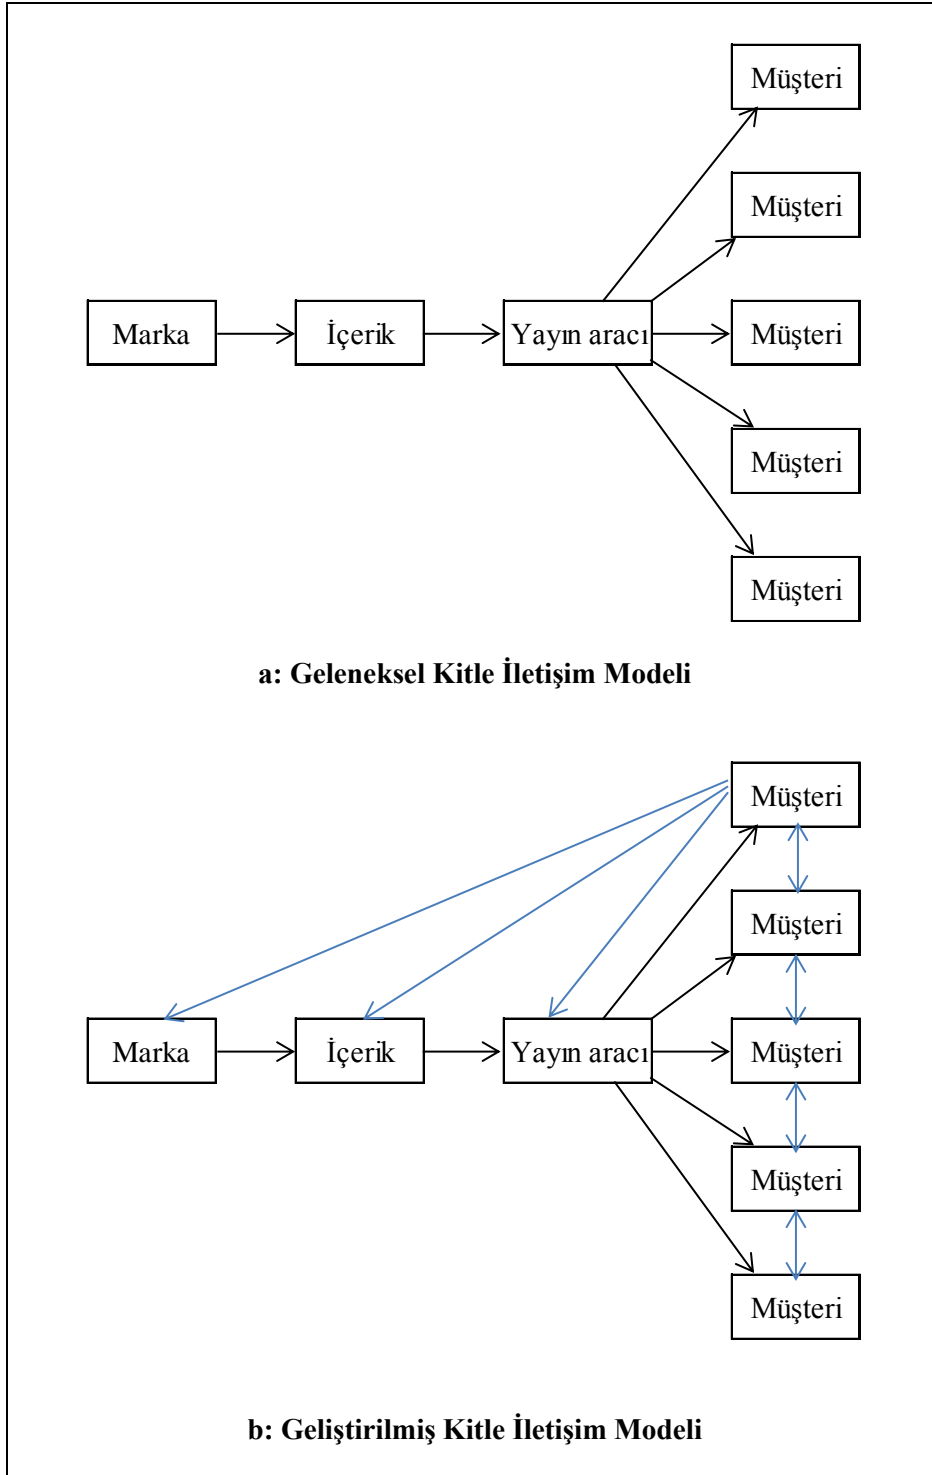 Müşteri
Müşteri
Marka İçerik Yayın aracı Müşteri
Müşteri
Müşteri
a: Geleneksel Kitle İletişim Modeli
Müşteri
Müşteri
Marka İçerik Yayın aracı Müşteri
Müşteri
Müşteri
b: Geliştirilmiş Kitle İletişim Modeli